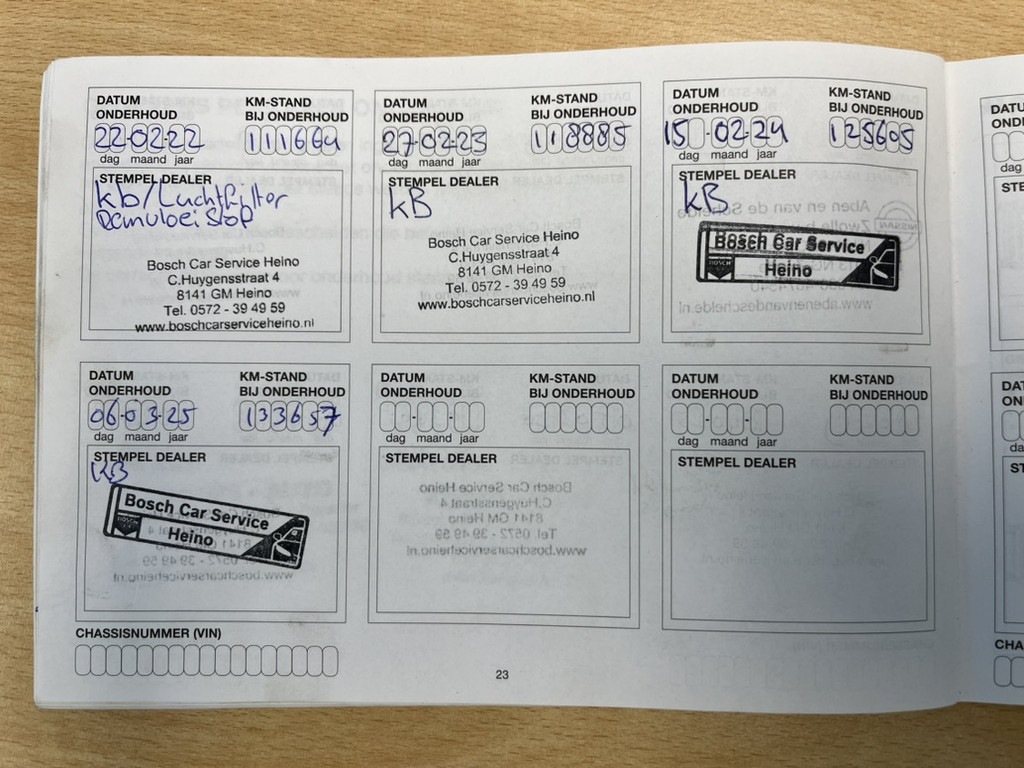 DATUM
ONDERHOUD
22-02-22
dag maand jaar
KM-STAND
BIJ ONDERHOUD
111664
STEMPEL DEALER
kb/Luchtfilter
Remvloeistof
Bosch Car Service Heino
C.Huygensstraat 4
8141 GM Heino
Tel. 0572 - 39 49 59
www.boschcarserviceheino.nl
DATUM
ONDERHOUD
27-02-23
dag maand jaar
KM-STAND
BIJ ONDERHOUD
118885
STEMPEL DEALER
KB
Bosch Car Service Heino
C.Huygensstraat 4
8141 GM Heino
Tel. 0572 - 39 49 59
www.boschcarserviceheino.nl
DATUM
ONDERHOUD
15-02-24
dag maand jaar
KM-STAND
BIJ ONDERHOUD
125605
STEMPEL DEALER
KB
Bosch Car Service
BOSCH
Heino
DATUM
ONDERHOUD
06-03-25
dag maand jaar
KM-STAND
BIJ ONDERHOUD
133657
STEMPEL DEALER
KB
Bosch Car Service
BOSCH
Heino
DATUM
ONDERHOUD
dag maand jaar
KM-STAND
BIJ ONDERHOUD
STEMPEL DEALER
DATUM
ONDERHOUD
dag maand jaar
KM-STAND
BIJ ONDERHOUD
STEMPEL DEALER
CHASSISNUMMER (VIN)
23